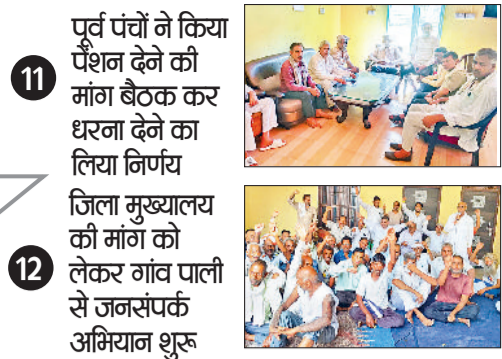 11
पूर्व पंचों ने किया
पेंशन देने की
मांग बैठक कर
धरना देने का
लिया निर्णय
12
जिला मुख्यालय
की मांग को
लेकर गांव पाली
से जनसंपर्क
अभियान शुरू